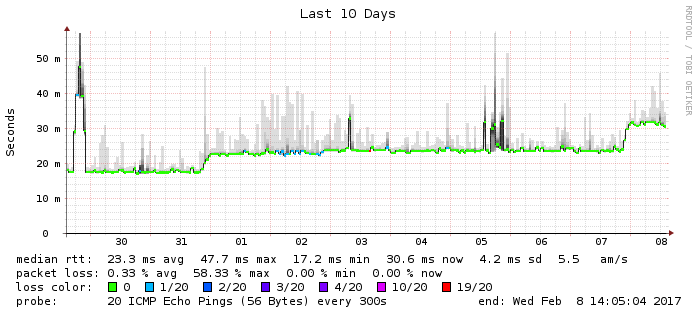 Last 10 Days
RRDTOOL / TOBI OETIKER
Seconds
50 m
40 m
30 m
20 m
10 m
0
30 31 01 02 03 04 05 06 07 08
median rtt: 23.3 ms avg 47.7 ms max 17.2 ms min 30.6 ms now 4.2 ms sd 5.5 am/s
packet loss: 0.33 % avg 58.33 % max 0.00 % min 0.00 % now
loss color: 0 1/20 2/20 3/20 4/20 10/20 19/20
probe: 20 ICMP Echo Pings (56 Bytes) every 300s end: Wed Feb 8 14:05:04 2017